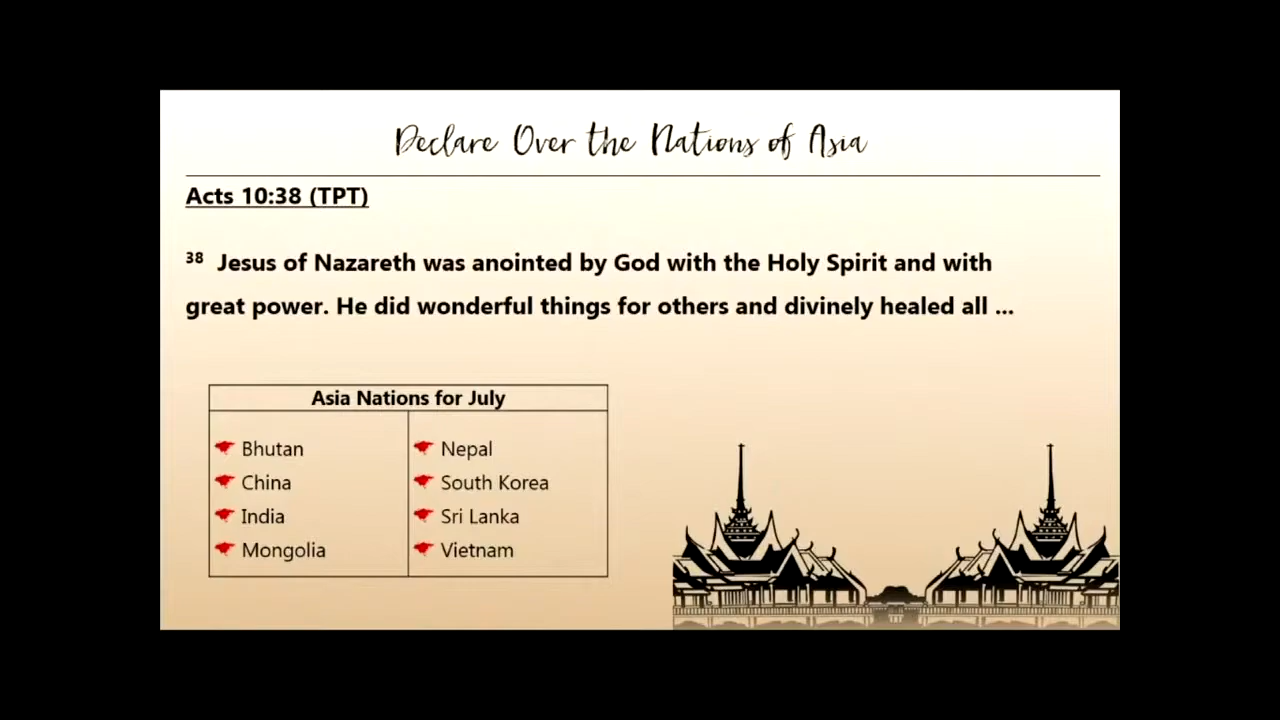 Declare Over the Nations of Asia
Acts 10:38 (TPT)
38 Jesus of Nazareth was anointed by God with the Holy Spirit and with
great power. He did wonderful things for others and divinely healed all ...
Asia Nations for July
Bhutan
China
India
Mongolia
Nepal
South Korea
Sri Lanka
Vietnam